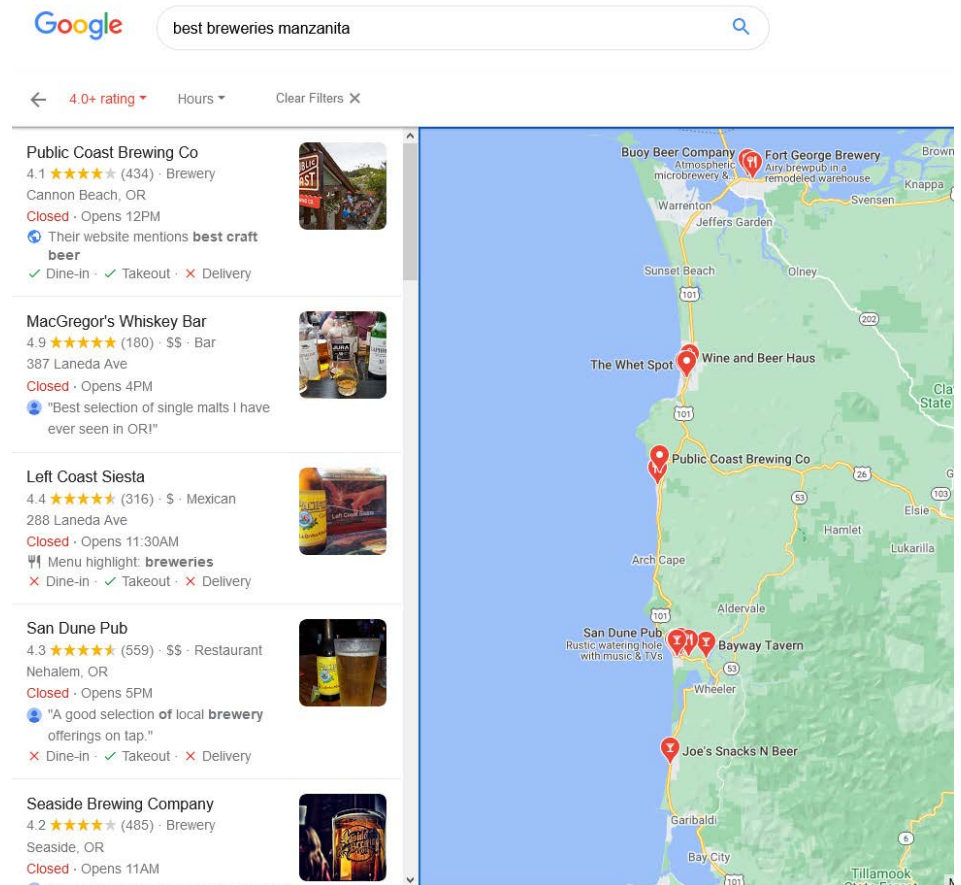 Google
best breweries manzanita
4.0+ rating
Hours
Clear Filters
Public Coast Brewing Co
4.1 (434) · Brewery
Cannon Beach, OR
Closed · Opens 12PM
Their website mentions best craft
beer
Dine-in · Takeout · Delivery
MacGregor's Whiskey Bar
4.9 (180) · $$ · Bar
387 Laneda Ave
Closed · Opens 4PM
"Best selection of single malts I have
ever seen in OR!"
Left Coast Siesta
4.4 (316) · $ · Mexican
288 Laneda Ave
Closed · Opens 11:30AM
Menu highlight: breweries
Dine-in · Takeout · Delivery
San Dune Pub
4.3 (559) · $$ · Restaurant
Nehalem, OR
Closed · Opens 5PM
"A good selection of local brewery
offerings on tap."
Dine-in · Takeout · Delivery
Seaside Brewing Company
4.2 (485) · Brewery
Seaside, OR
Closed · Opens 11AM
Buoy Beer Company
Atmospheric
microbrewery &..
Fort George Brewery
Airy brewpub in a
remodeled warehouse
Brown
Knappa
Svensen
Warrenton
Jeffers Garden
Sunset Beach
Olney
101
202
The Whet Spot
Wine and Beer Haus
Cla
State
101
Public Coast Brewing Co
26
G
103
53
Elsie
Hamlet
Lukarilla
Arch Cape
Aldervale
101
San Dune Pub
Rustic watering hole
with music & TVs
Bayway Tavern
53
Wheeler
Joe's Snacks N Beer
Garibaldi
6
Bay City
101
Tillamook
State Forest